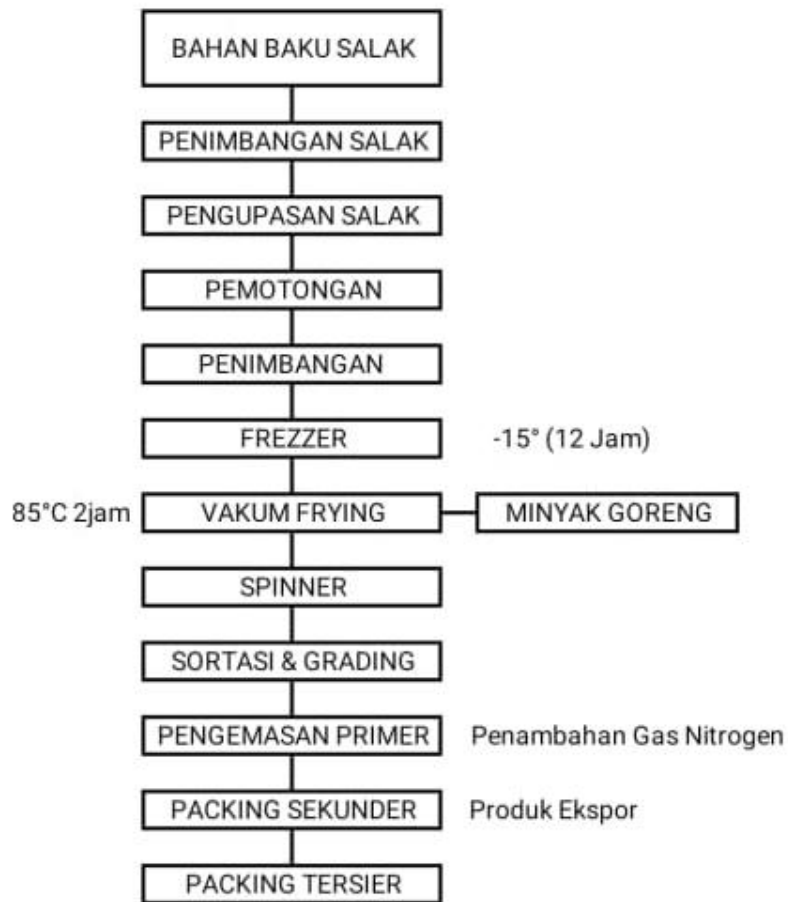 BAHAN BAKU SALAK
PENIMBANGAN SALAK
PENGUPASAN SALAK
PEMOTONGAN
PENIMBANGAN
FREZZER
-15° (12 Jam)
85°C 2jam
VAKUM FRYING
MINYAK GORENG
SPINNER
SORTASI & GRADING
PENGEMASAN PRIMER
Penambahan Gas Nitrogen
PACKING SEKUNDER
Produk Ekspor
PACKING TERSIER